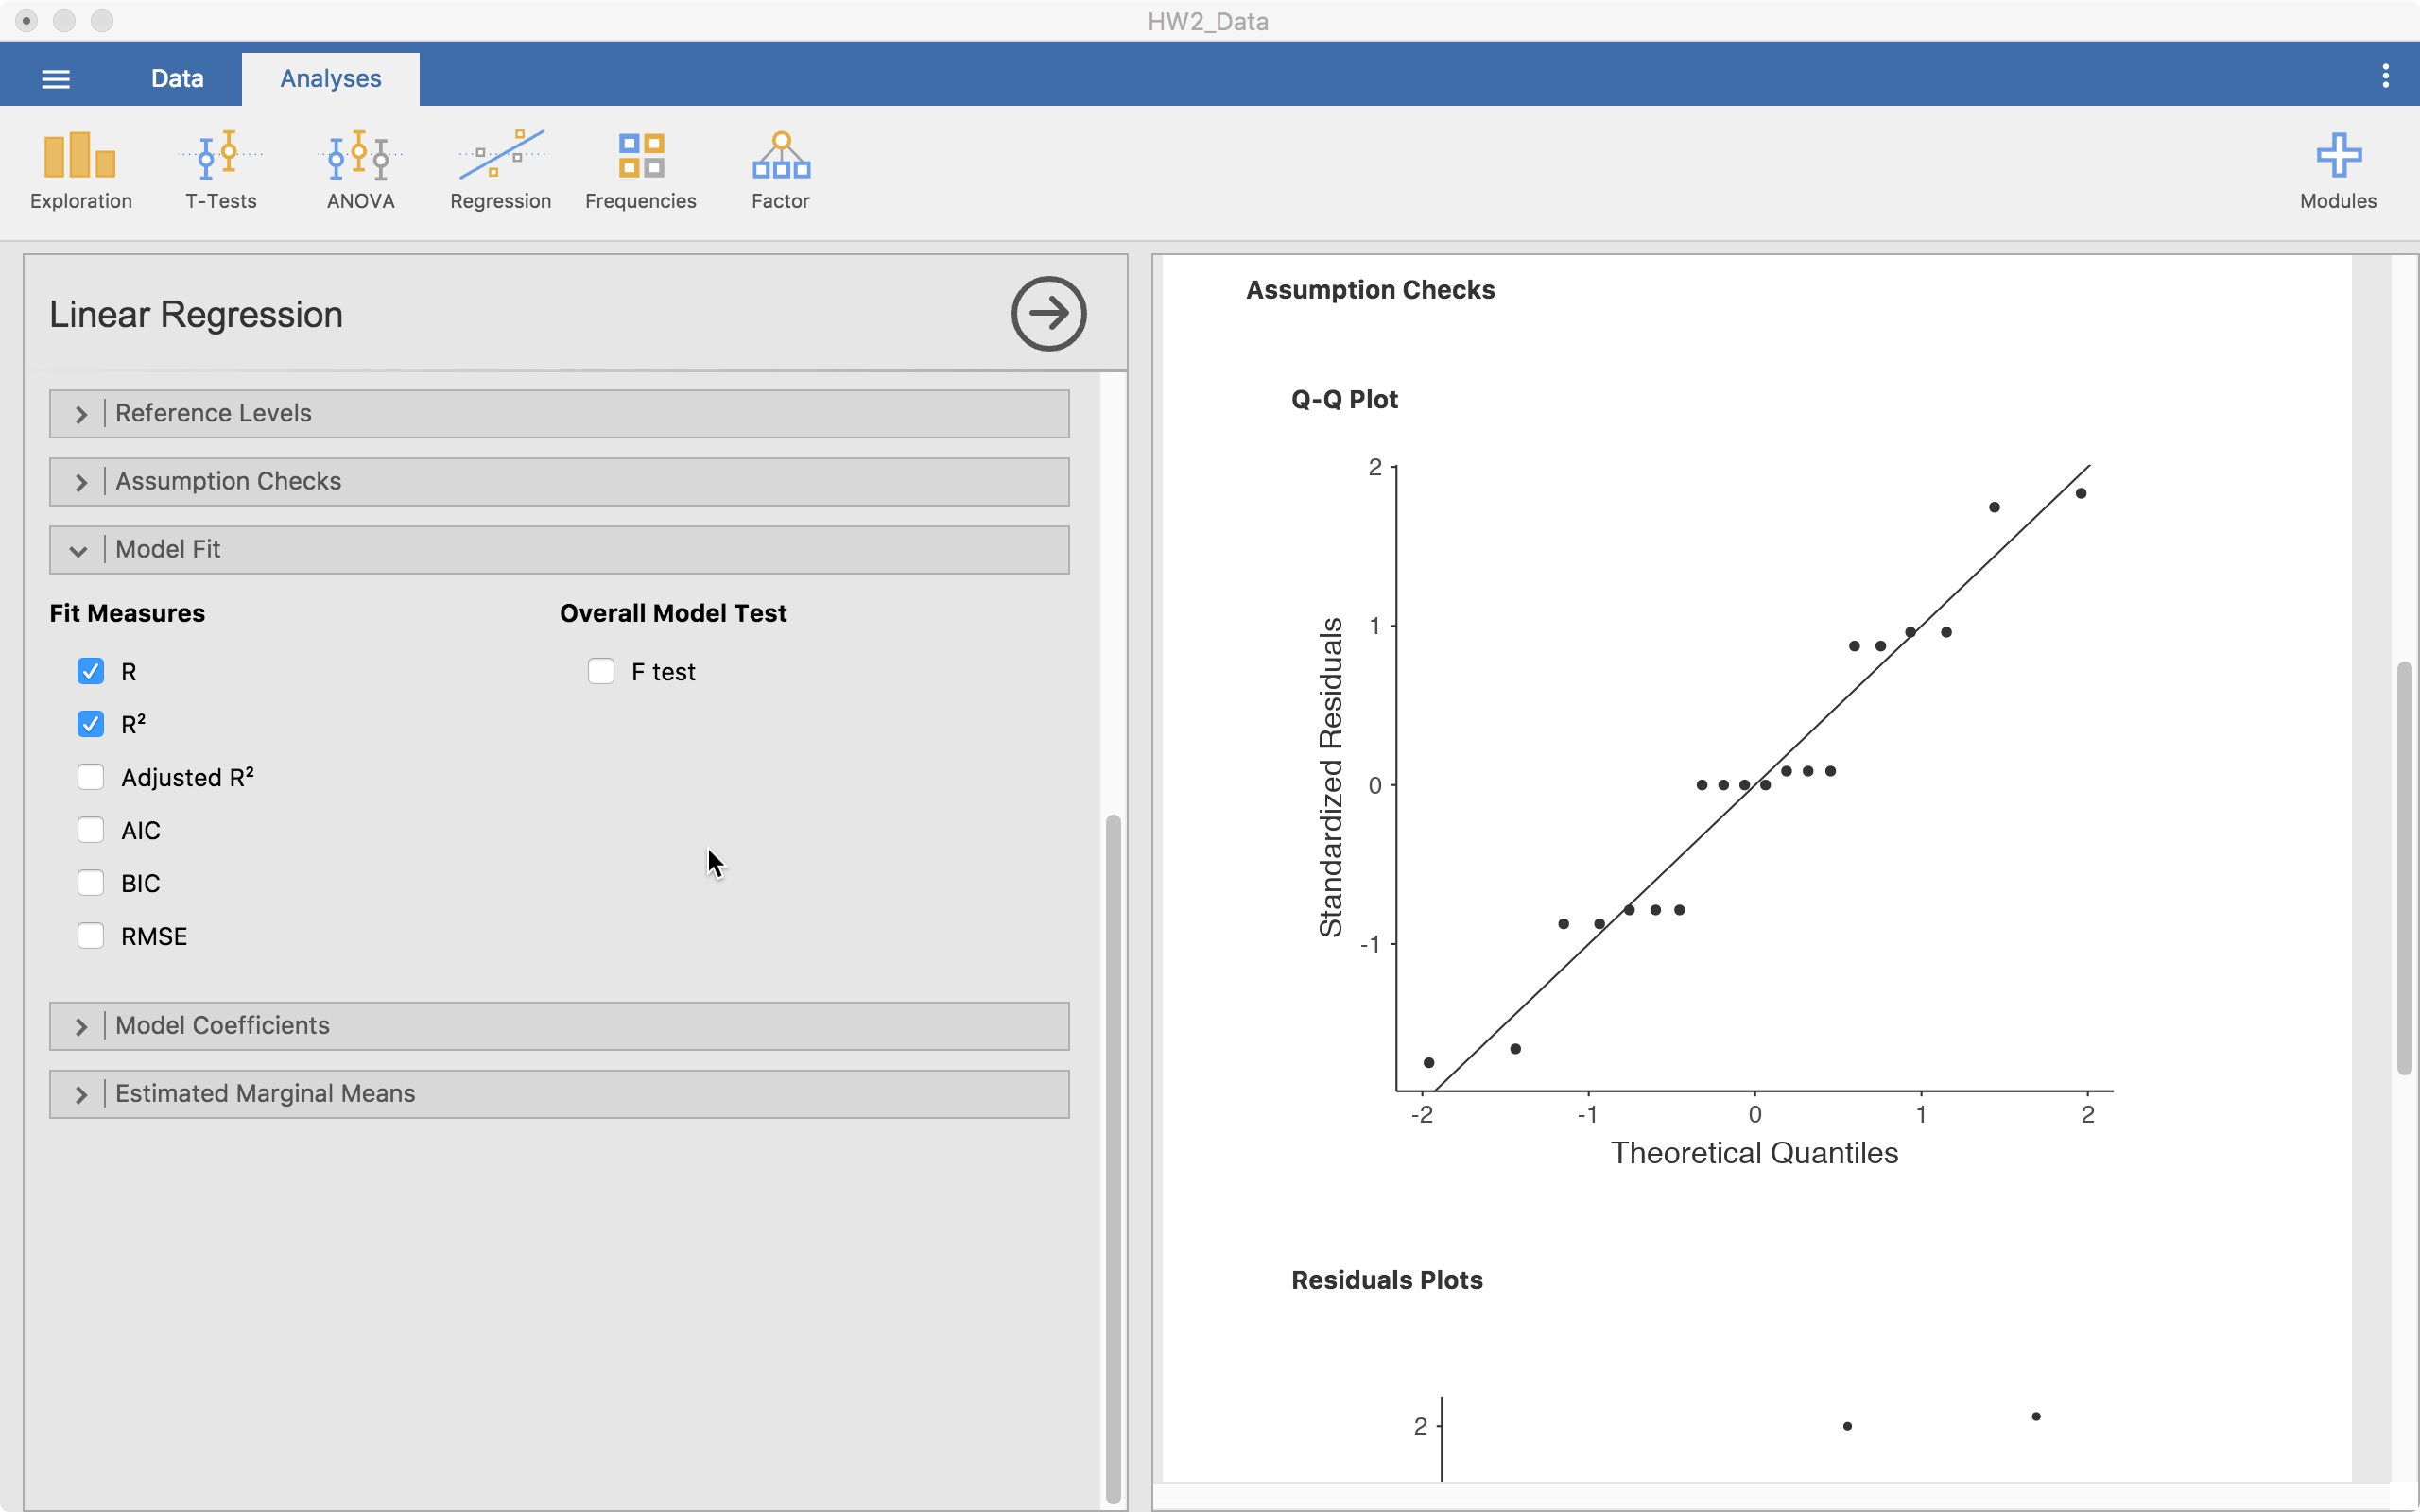 HW2_Data
Data
Analyses
Exploration
T-Tests
ANOVA
Regression
Frequencies
Factor
Modules
Linear Regression
Reference Levels
Assumption Checks
Model Fit
Fit Measures
Overall Model Test
R
F test
R²
Adjusted R²
AIC
BIC
RMSE
Model Coefficients
Estimated Marginal Means
Assumption Checks
Q-Q Plot
2
1
0
-1
Standardized Residuals
-2
-1
0
1
2
Theoretical Quantiles
Residuals Plots
2